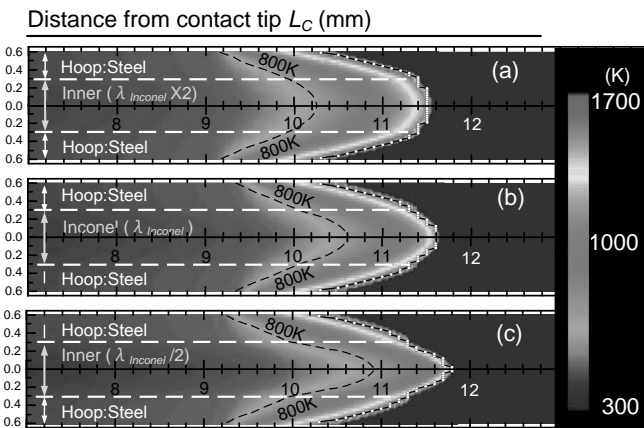 Distance from contact tip L_C (mm)
0.6 0.4 0.2 0.0 0.2 0.4 0.6
Hoop:Steel
800K
(a)
Inner ( λ Inconel X2)
8 9 10 11 12
Hoop:Steel
800K
0.6 0.4 0.2 0.0 0.2 0.4 0.6
Hoop:Steel
800K
(b)
Inconel ( λ Inconel )
8 9 10 11 12
Hoop:Steel
800K
0.6 0.4 0.2 0.0 0.2 0.4 0.6
Hoop:Steel
800K
(c)
Inner ( λ Inconel /2)
8 9 10 11 12
Hoop:Steel
800K
(K)
1700
1000
300